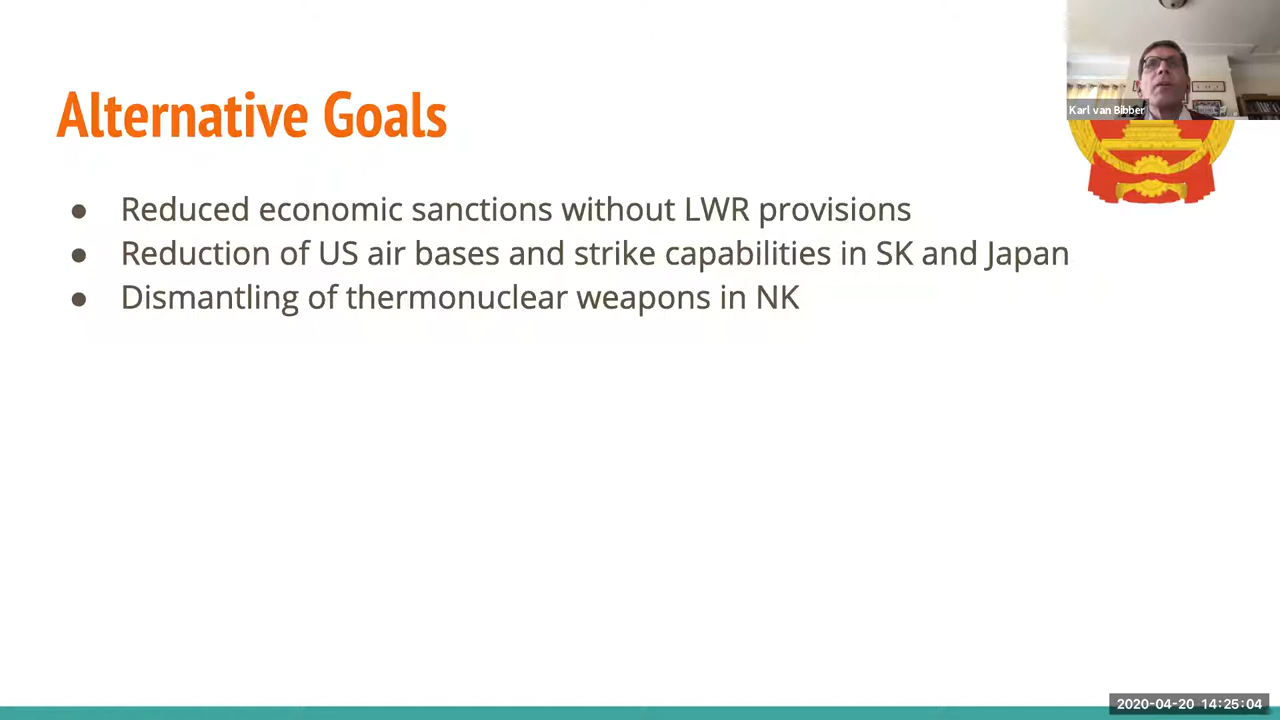 Karl van Bibber
Alternative Goals
● Reduced economic sanctions without LWR provisions
● Reduction of US air bases and strike capabilities in SK and Japan
● Dismantling of thermonuclear weapons in NK
2020-04-20 14:25:04